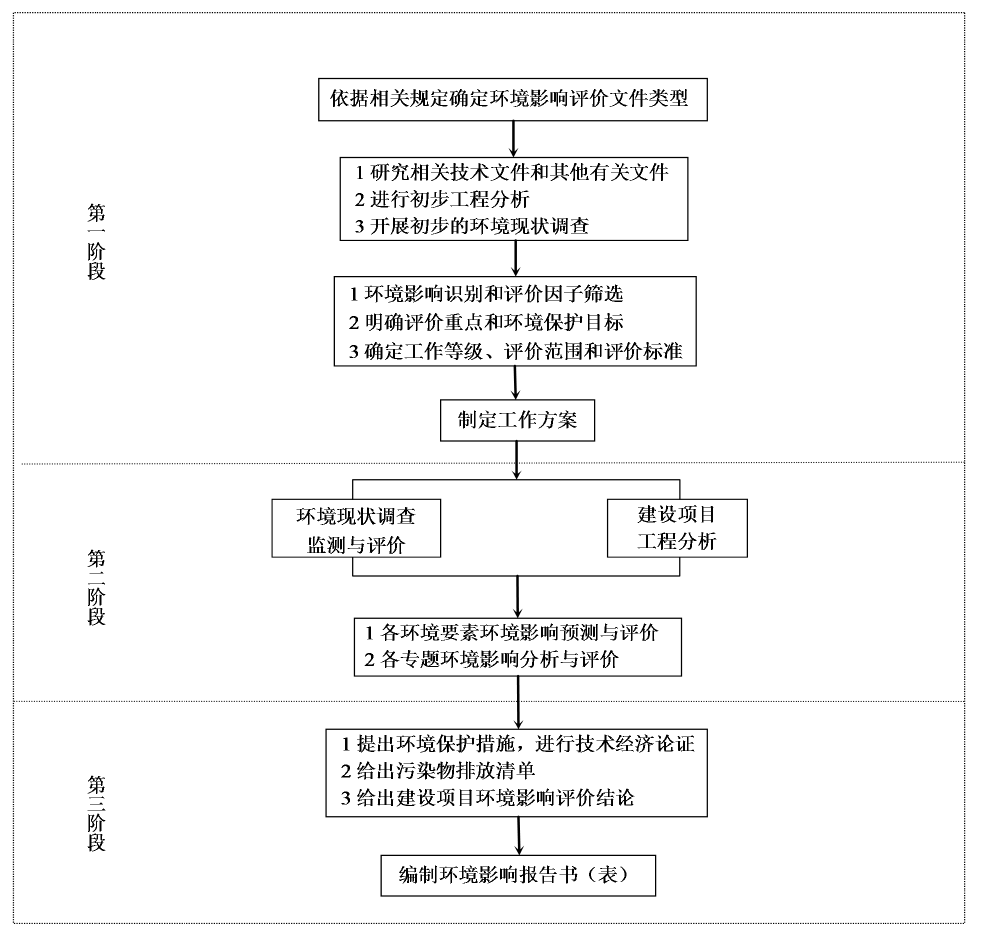 依据相关规定确定环境影响评价文件类型
1 研究相关技术文件和其他有关文件
2 进行初步工程分析
3 开展初步的环境现状调查
第一阶段
1 环境影响识别和评价因子筛选
2 明确评价重点和环境保护目标
3 确定工作等级、评价范围和评价标准
制定工作方案
环境现状调查
监测与评价
建设项目
工程分析
第二阶段
1 各环境要素环境影响预测与评价
2 各专题环境影响分析与评价
1 提出环境保护措施，进行技术经济论证
2 给出污染物排放清单
3 给出建设项目环境影响评价结论
第三阶段
编制环境影响报告书（表）